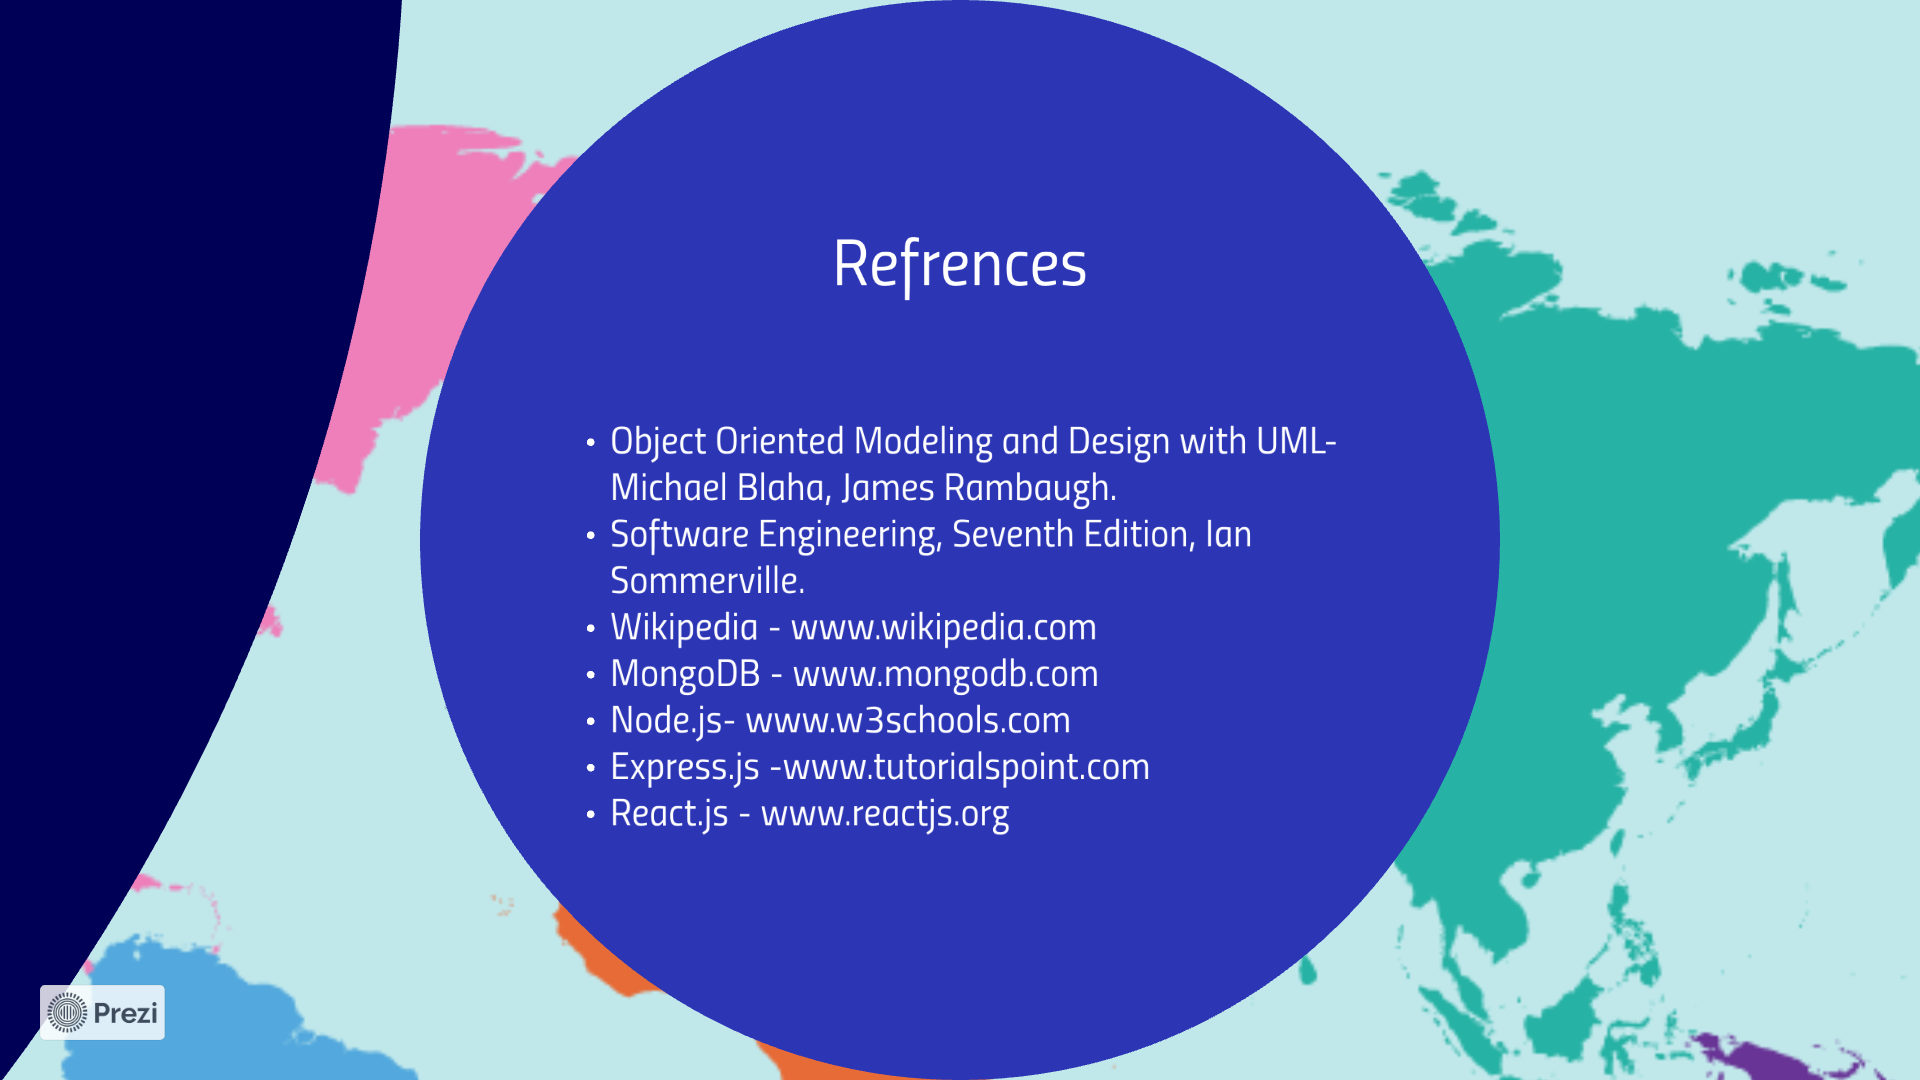 Refrences
• Object Oriented Modeling and Design with UML-
Michael Blaha, James Rambaugh.
• Software Engineering, Seventh Edition, Ian
Sommerville.
• Wikipedia - www.wikipedia.com
• MongoDB - www.mongodb.com
• Node.js- www.w3schools.com
• Express.js -www.tutorialspoint.com
• React.js - www.reactjs.org
Prezi